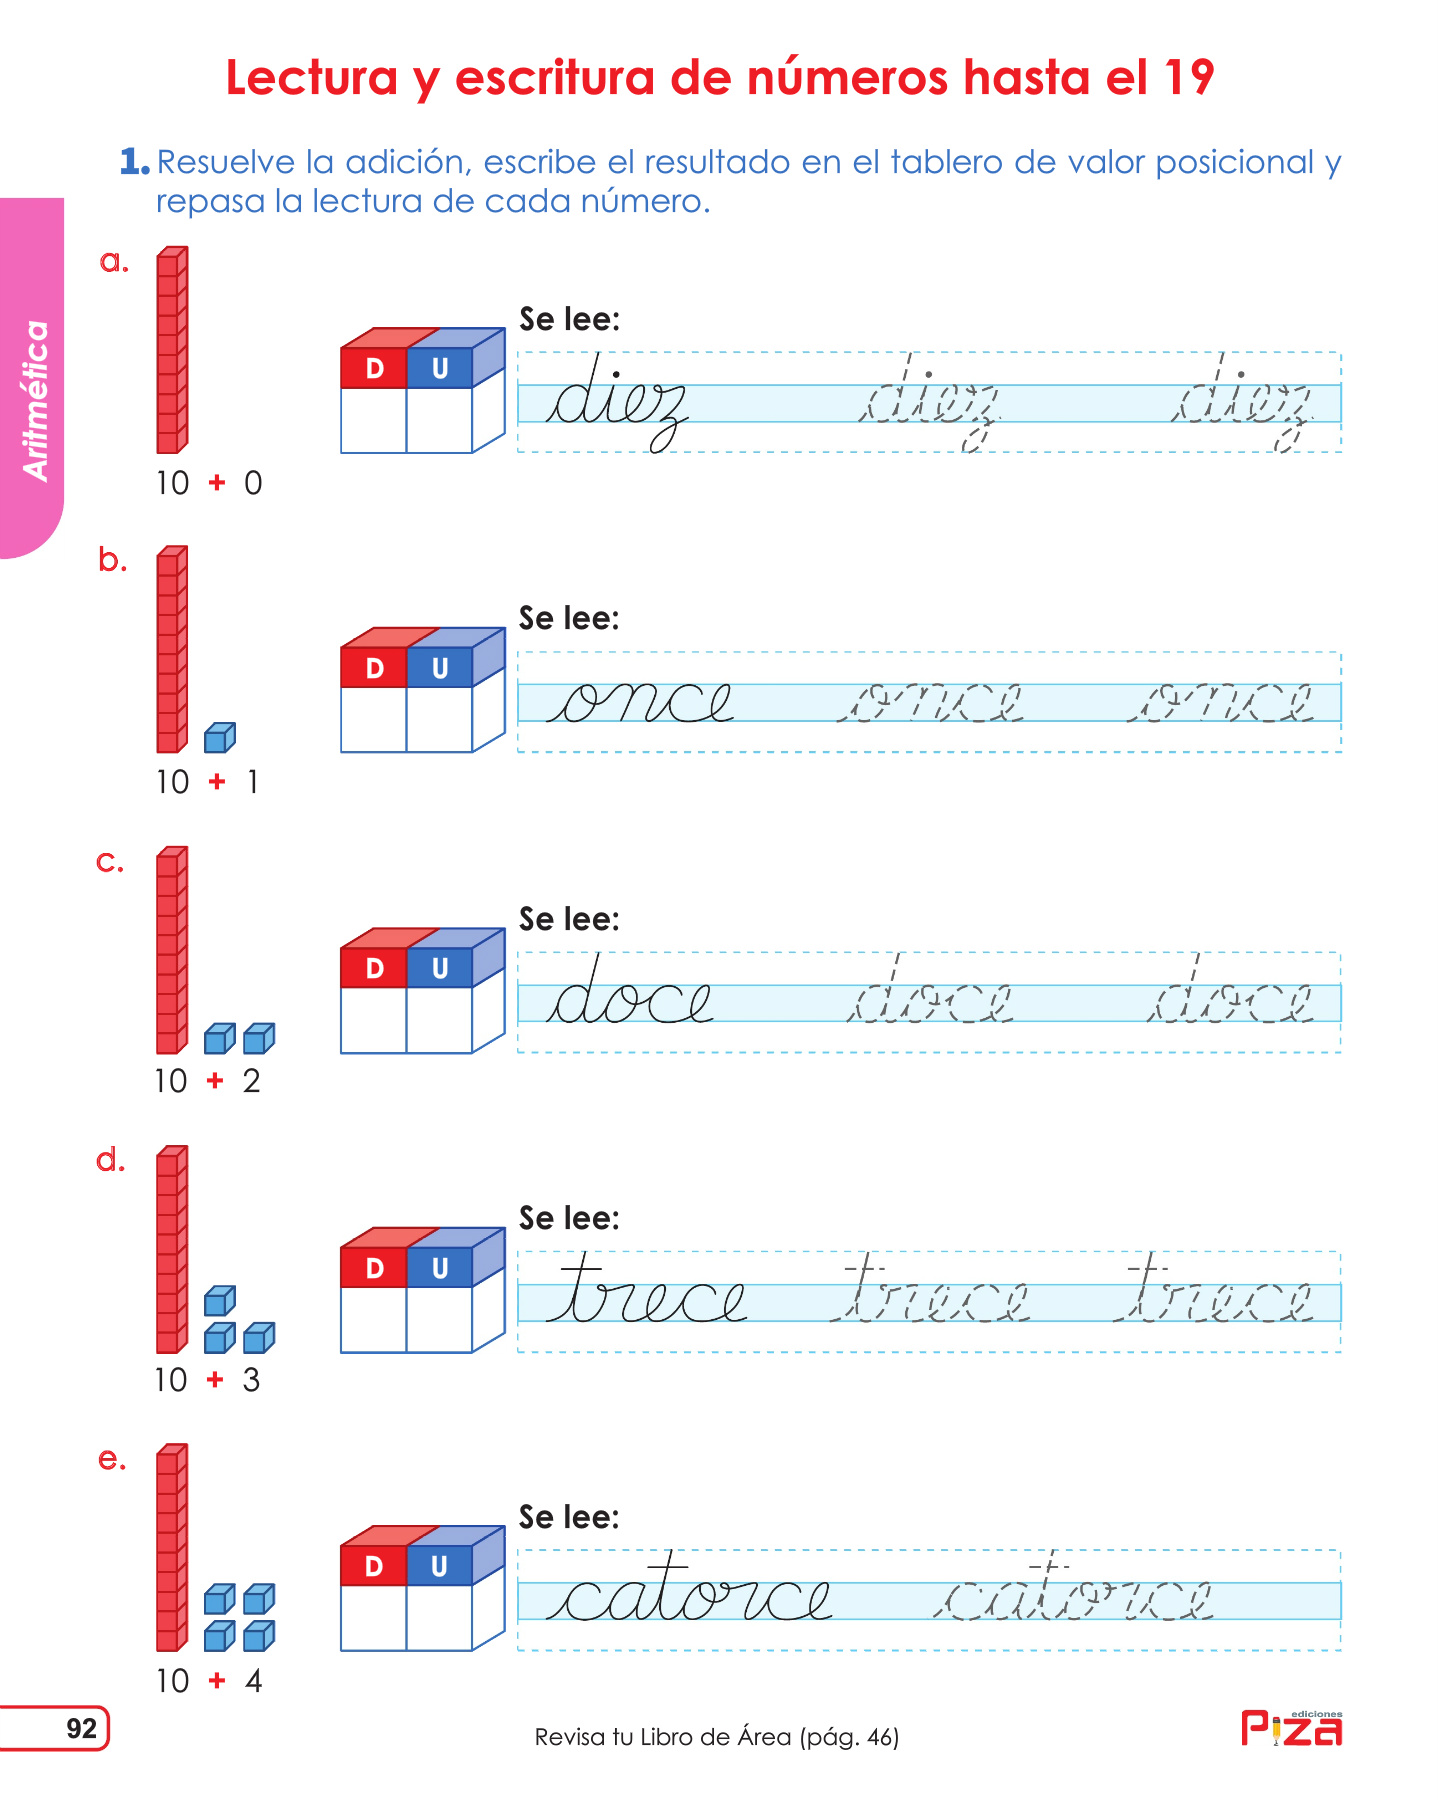 Lectura y escritura de números hasta el 19
1. Resuelve la adición, escribe el resultado en el tablero de valor posicional y
repasa la lectura de cada número.
Aritmética
a.
Se lee:
D U
diez diez diez
10 + 0
b.
Se lee:
D U
once once once
10 + 1
c.
Se lee:
D U
doce doce doce
10 + 2
d.
Se lee:
D U
trece trece trece
10 + 3
e.
Se lee:
D U
catorce catorce
10 + 4
92
Revisa tu Libro de Área (pág. 46)
ediciones
Piza